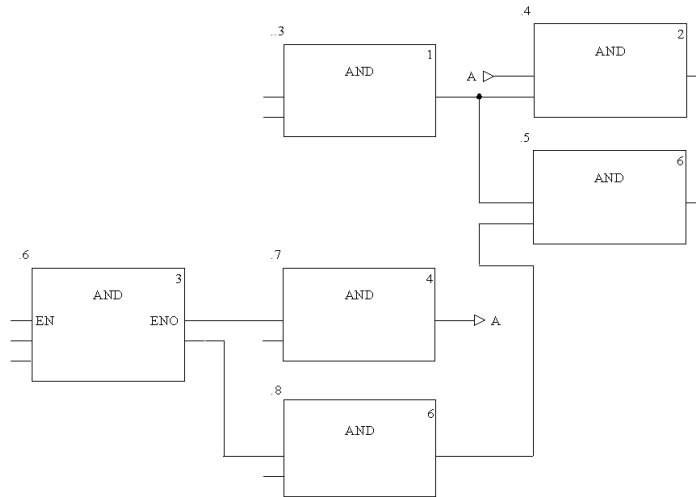 .4
..3
2
1
AND
AND
A
.5
6
AND
.6
.7
3
4
AND
AND
EN
ENO
A
.8
6
AND